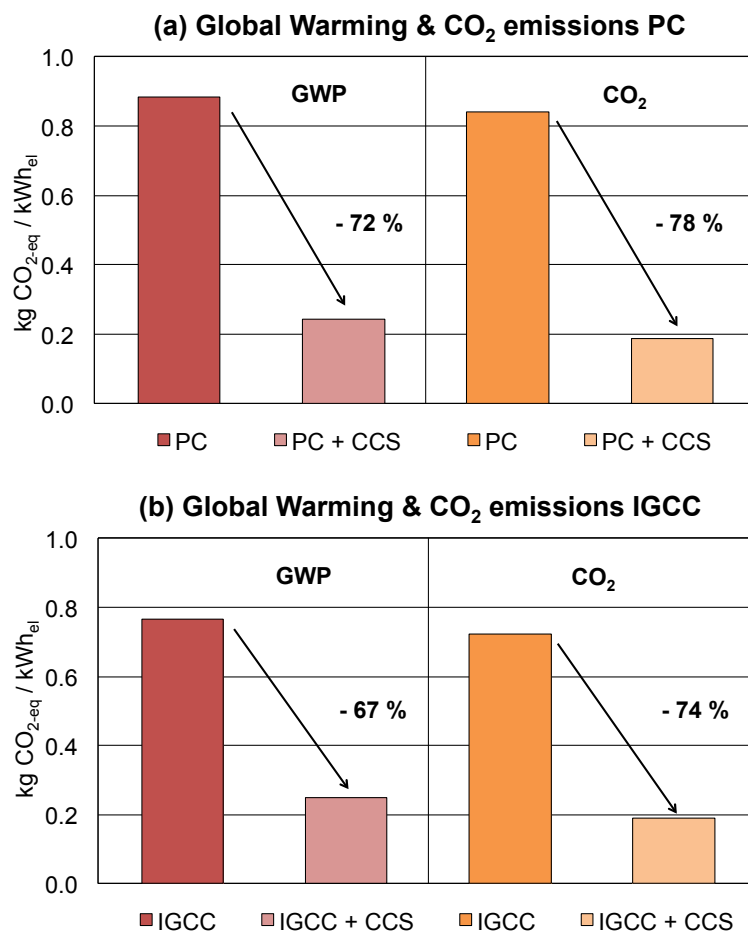 (a) Global Warming & CO₂ emissions PC
kg CO₂₋eq / kWhₑₗ
1.0
0.8
0.6
0.4
0.2
0.0
GWP
CO₂
- 72 %
- 78 %
PC
PC + CCS
PC
PC + CCS
(b) Global Warming & CO₂ emissions IGCC
kg CO₂₋eq / kWhₑₗ
1.0
0.8
0.6
0.4
0.2
0.0
GWP
CO₂
- 67 %
- 74 %
IGCC
IGCC + CCS
IGCC
IGCC + CCS